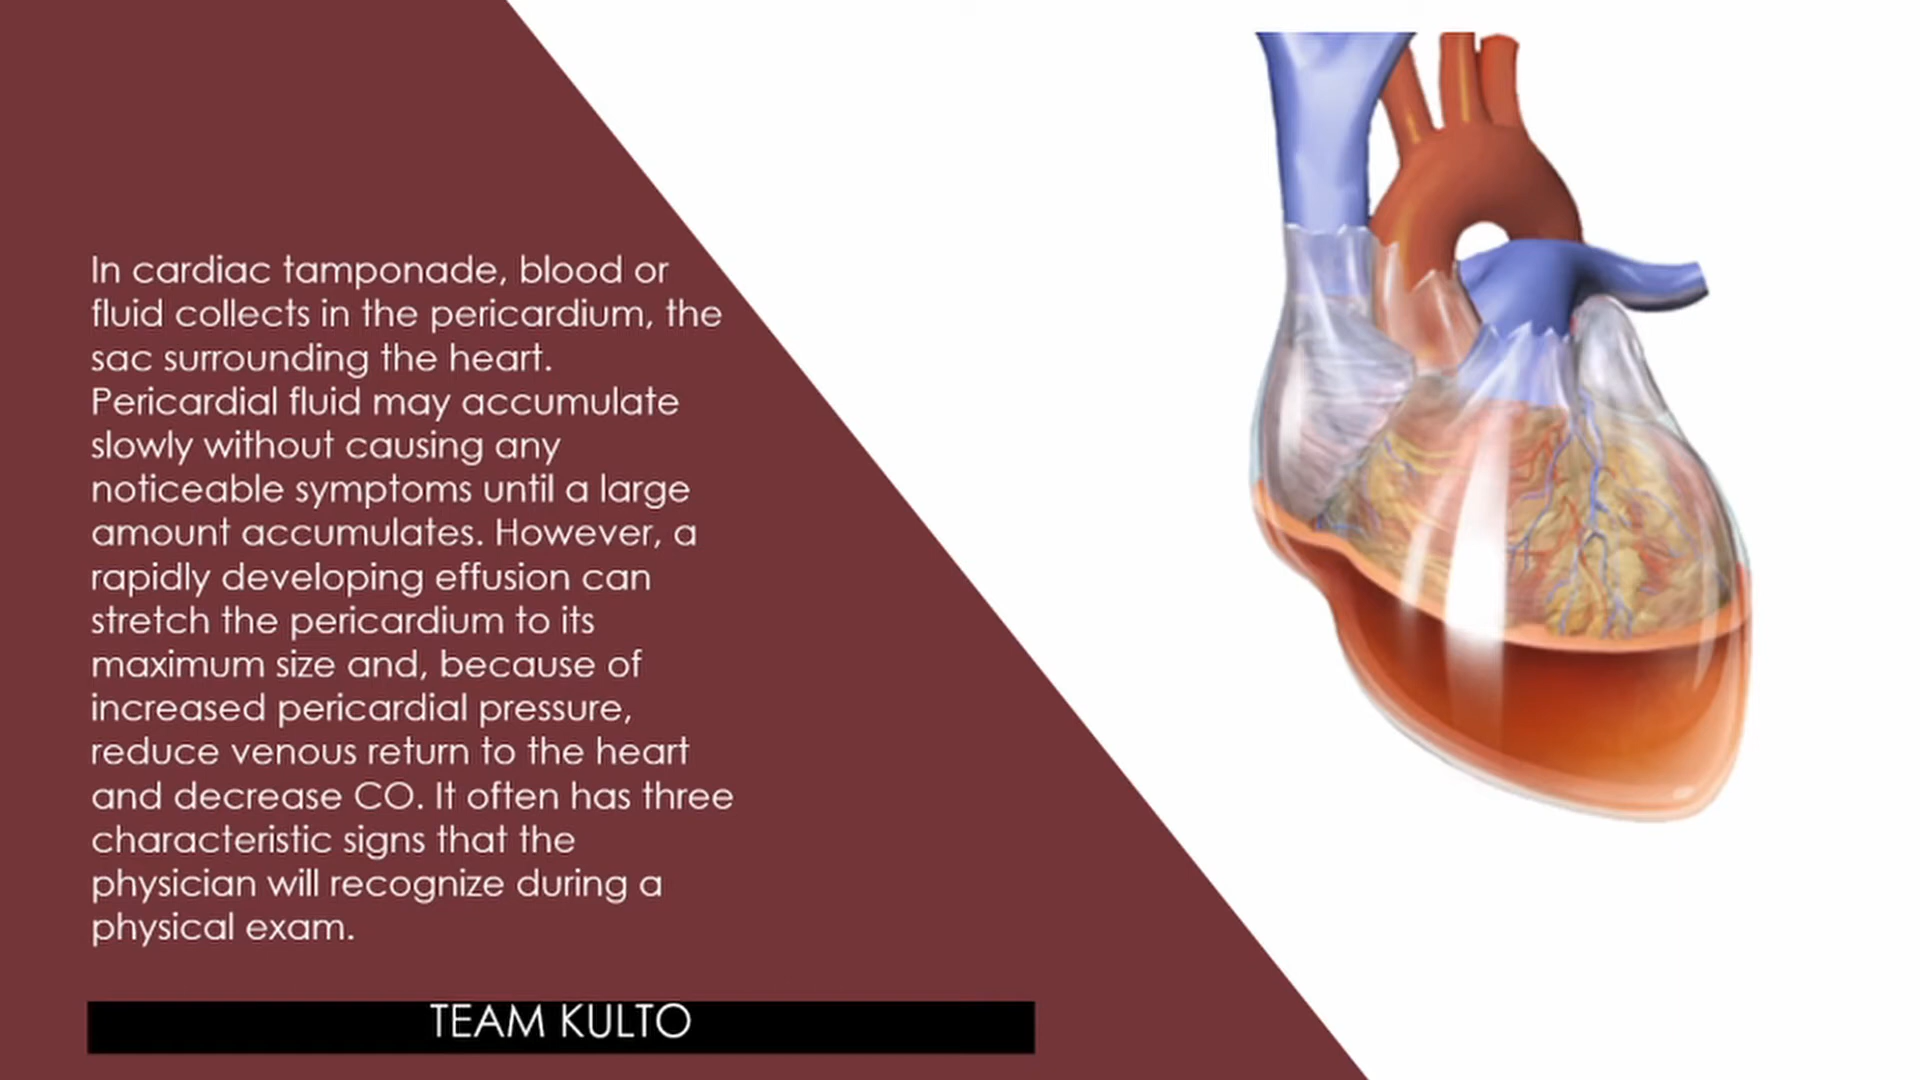 In cardiac tamponade, blood or
fluid collects in the pericardium, the
sac surrounding the heart.
Pericardial fluid may accumulate
slowly without causing any
noticeable symptoms until a large
amount accumulates. However, a
rapidly developing effusion can
stretch the pericardium to its
maximum size and, because of
increased pericardial pressure,
reduce venous return to the heart
and decrease CO. It often has three
characteristic signs that the
physician will recognize during a
physical exam.
TEAM KULTO